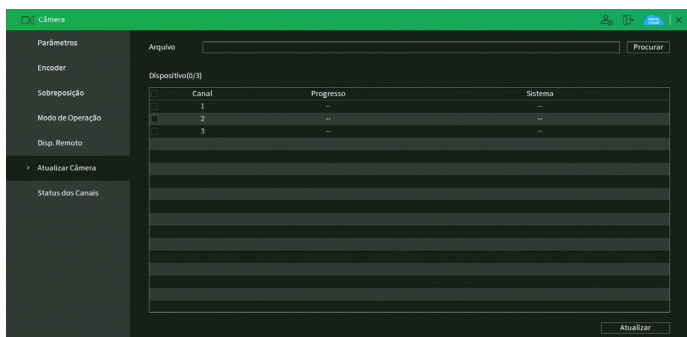 Câmera
Parâmetros
Encoder
Sobreposição
Modo de Operação
Disp. Remoto
Atualizar Câmera
Status dos Canais
Arquivo
Procurar
Dispositivo(0/3)
Canal Progresso Sistema
1 -- --
2 -- --
3 -- --
Atualizar